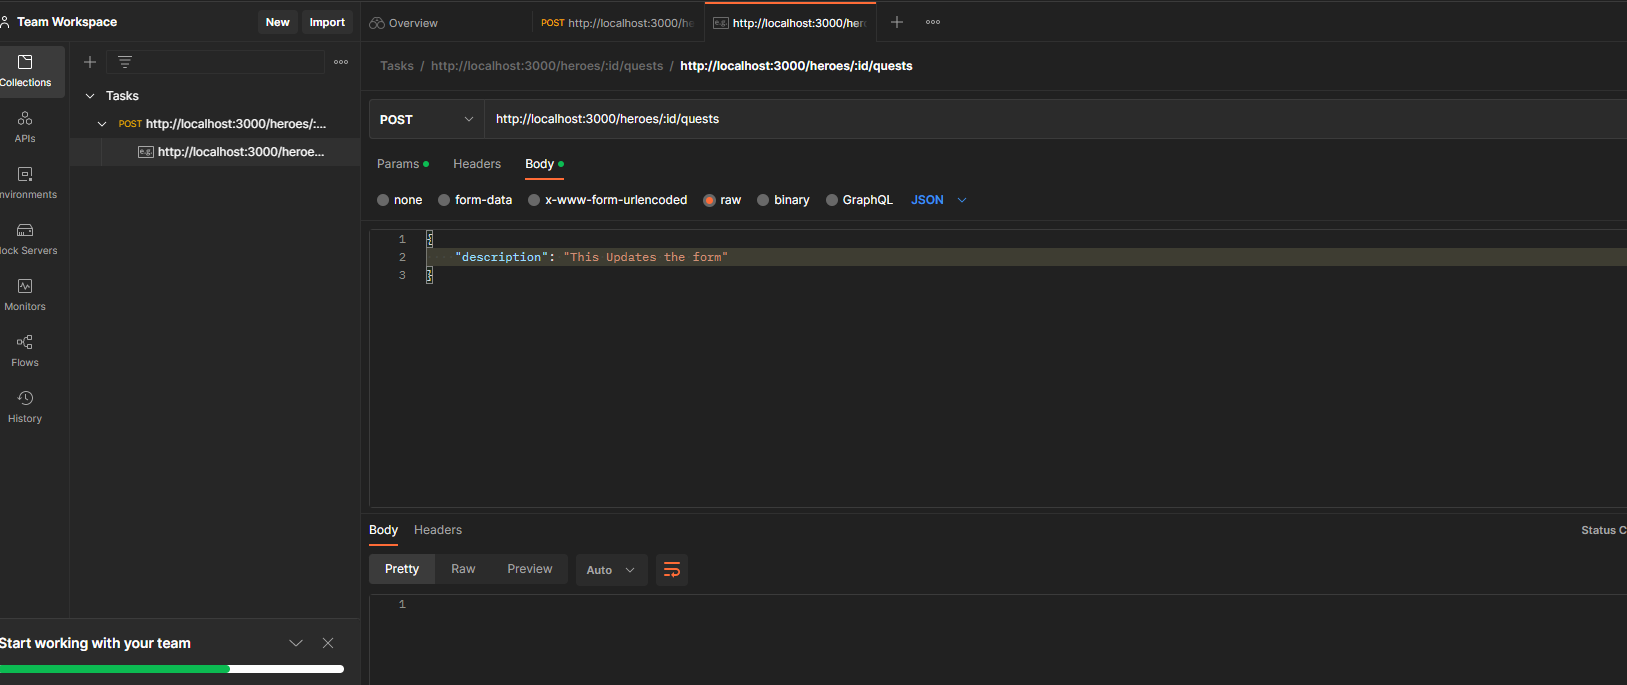 Team Workspace
New
Import
Overview
POST http://localhost:3000/he
e.g. http://localhost:3000/her
Collections
Tasks / http://localhost:3000/heroes/:id/quests / http://localhost:3000/heroes/:id/quests
Tasks
POST
http://localhost:3000/heroes/:id/quests
POST http://localhost:3000/heroes/:...
APIs
e.g. http://localhost:3000/heroe...
Params
Headers
Body
nvironments
none
form-data
x-www-form-urlencoded
raw
binary
GraphQL
JSON
lock Servers
1 {
2 "description": "This Updates the form"
3 }
Monitors
Flows
History
Body
Headers
Status C
Pretty
Raw
Preview
Auto
1
Start working with your team